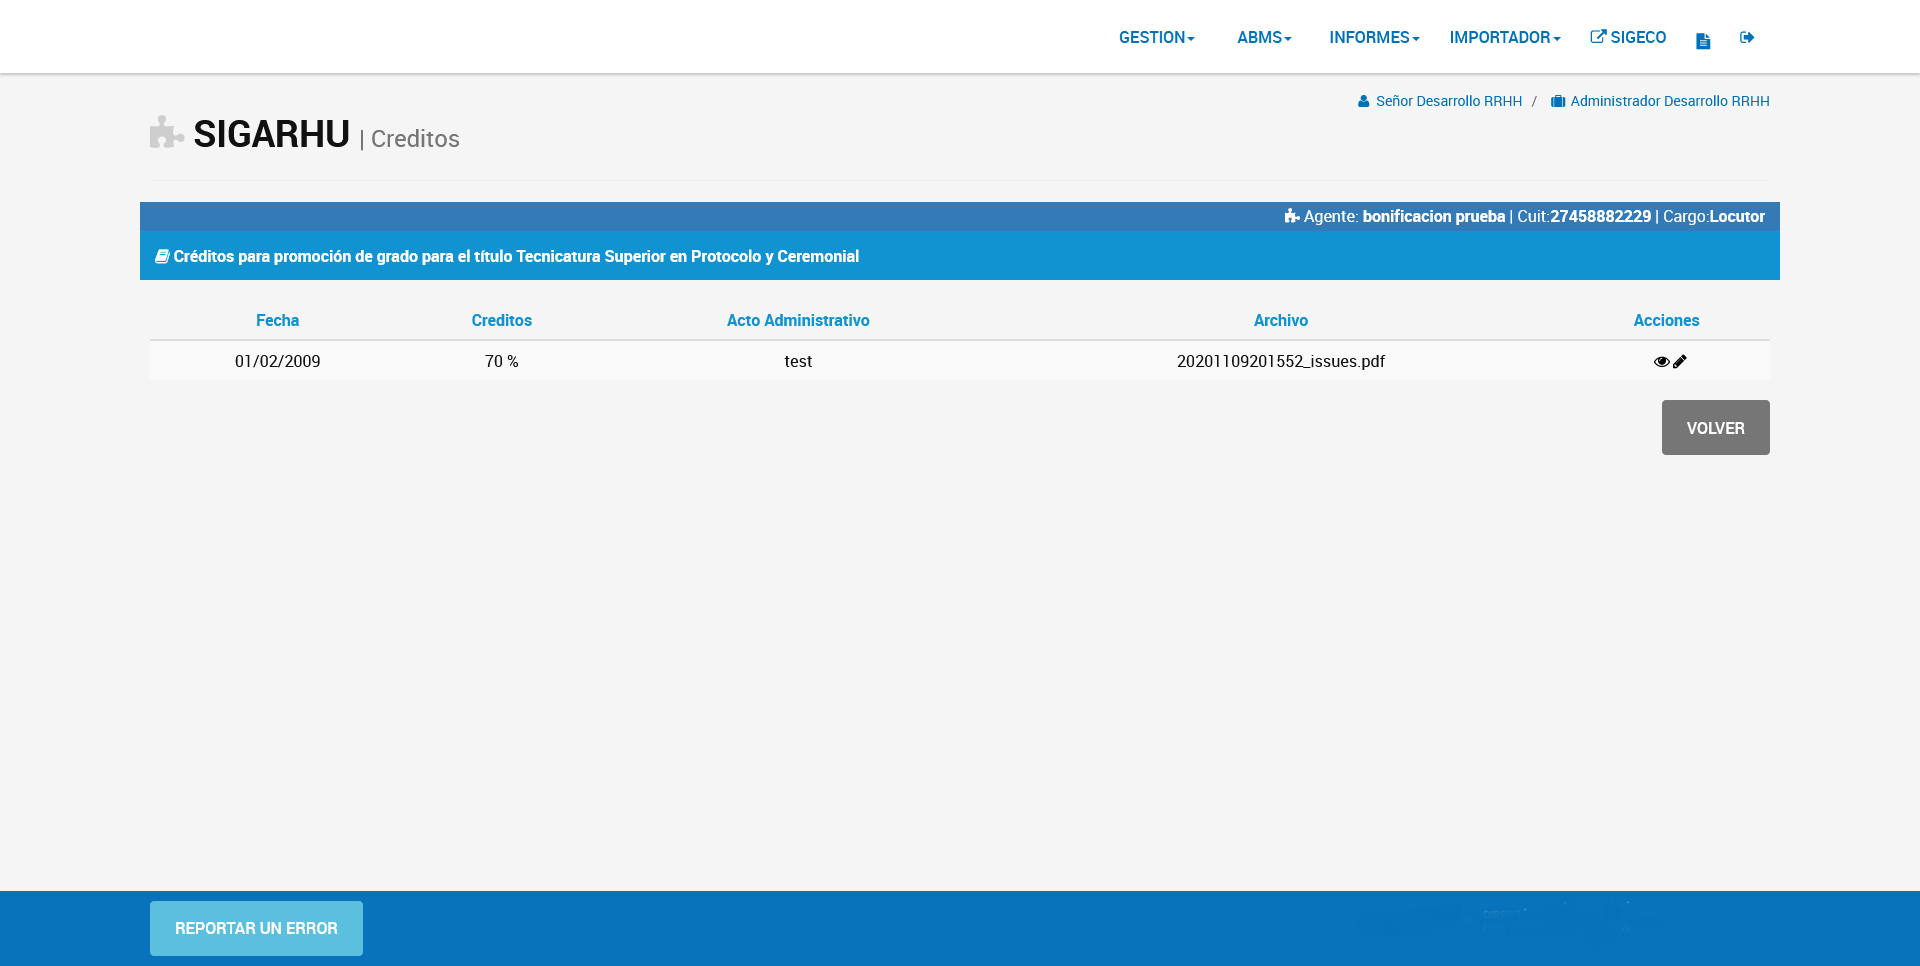 GESTION ABMS INFORMES IMPORTADOR SIGECO
Señor Desarrollo RRHH / Administrador Desarrollo RRHH
SIGARHU | Creditos
Agente: bonificacion prueba | Cuit:27458882229 | Cargo:Locutor
Créditos para promoción de grado para el título Tecnicatura Superior en Protocolo y Ceremonial
Fecha Creditos Acto Administrativo Archivo Acciones
01/02/2009 70 % test 20201109201552_issues.pdf
VOLVER
REPORTAR UN ERROR